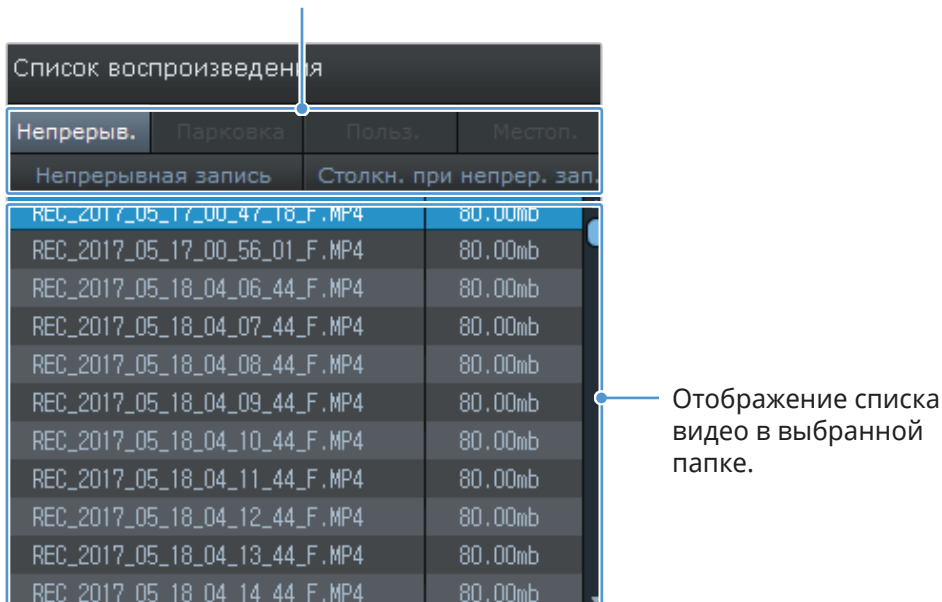 Список воспроизведения
Непрерыв. Парковка Польз. Местоп.
Непрерывная запись Столкн. при непрер. зап.
REC_2017_05_17_00_47_18_F.MP4 80.00mb
REC_2017_05_17_00_56_01_F.MP4 80.00mb
REC_2017_05_18_04_06_44_F.MP4 80.00mb
REC_2017_05_18_04_07_44_F.MP4 80.00mb
REC_2017_05_18_04_08_44_F.MP4 80.00mb
REC_2017_05_18_04_09_44_F.MP4 80.00mb
REC_2017_05_18_04_10_44_F.MP4 80.00mb
REC_2017_05_18_04_11_44_F.MP4 80.00mb
REC_2017_05_18_04_12_44_F.MP4 80.00mb
REC_2017_05_18_04_13_44_F.MP4 80.00mb
REC_2017_05_18_04_14_44_F.MP4 80.00mb
Отображение списка
видео в выбранной
папке.